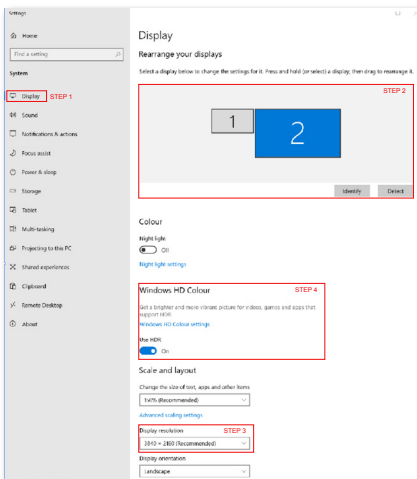 Settings
Home
Find a setting
System
Display STEP 1
Sound
Notifications & actions
Focus assist
Power & sleep
Storage
Tablet
Multi-tasking
Projecting to this PC
Shared experiences
Clipboard
Remote Desktop
About
Display
Rearrange your displays
Select a display below to change the settings for it. Press and hold (or select) a display, then drag to rearrange it.
STEP 2
1
2
Identify Detect
Colour
Night light
Off
Night light settings
Windows HD Colour STEP 4
Get a brighter and more vibrant picture for videos, games and apps that
support HDR.
Windows HD Colour settings
Use HDR
On
Scale and layout
Change the size of text, apps and other items
150% (Recommended)
Advanced scaling settings
Display resolution STEP 3
3840 × 2160 (Recommended)
Display orientation
Landscape